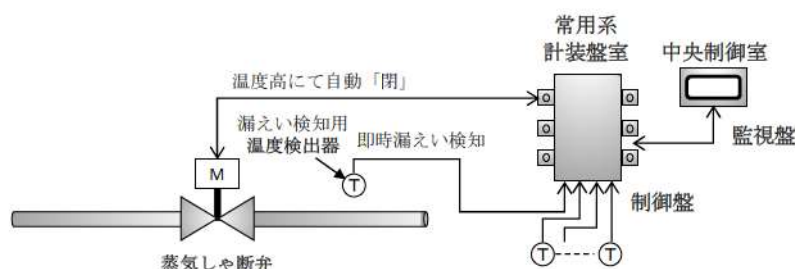 常用系
計装盤室
中央制御室
温度高にて自動「閉」
漏えい検知用
温度検出器
即時漏えい検知
監視盤
M
T
制御盤
蒸気しゃ断弁
T
T